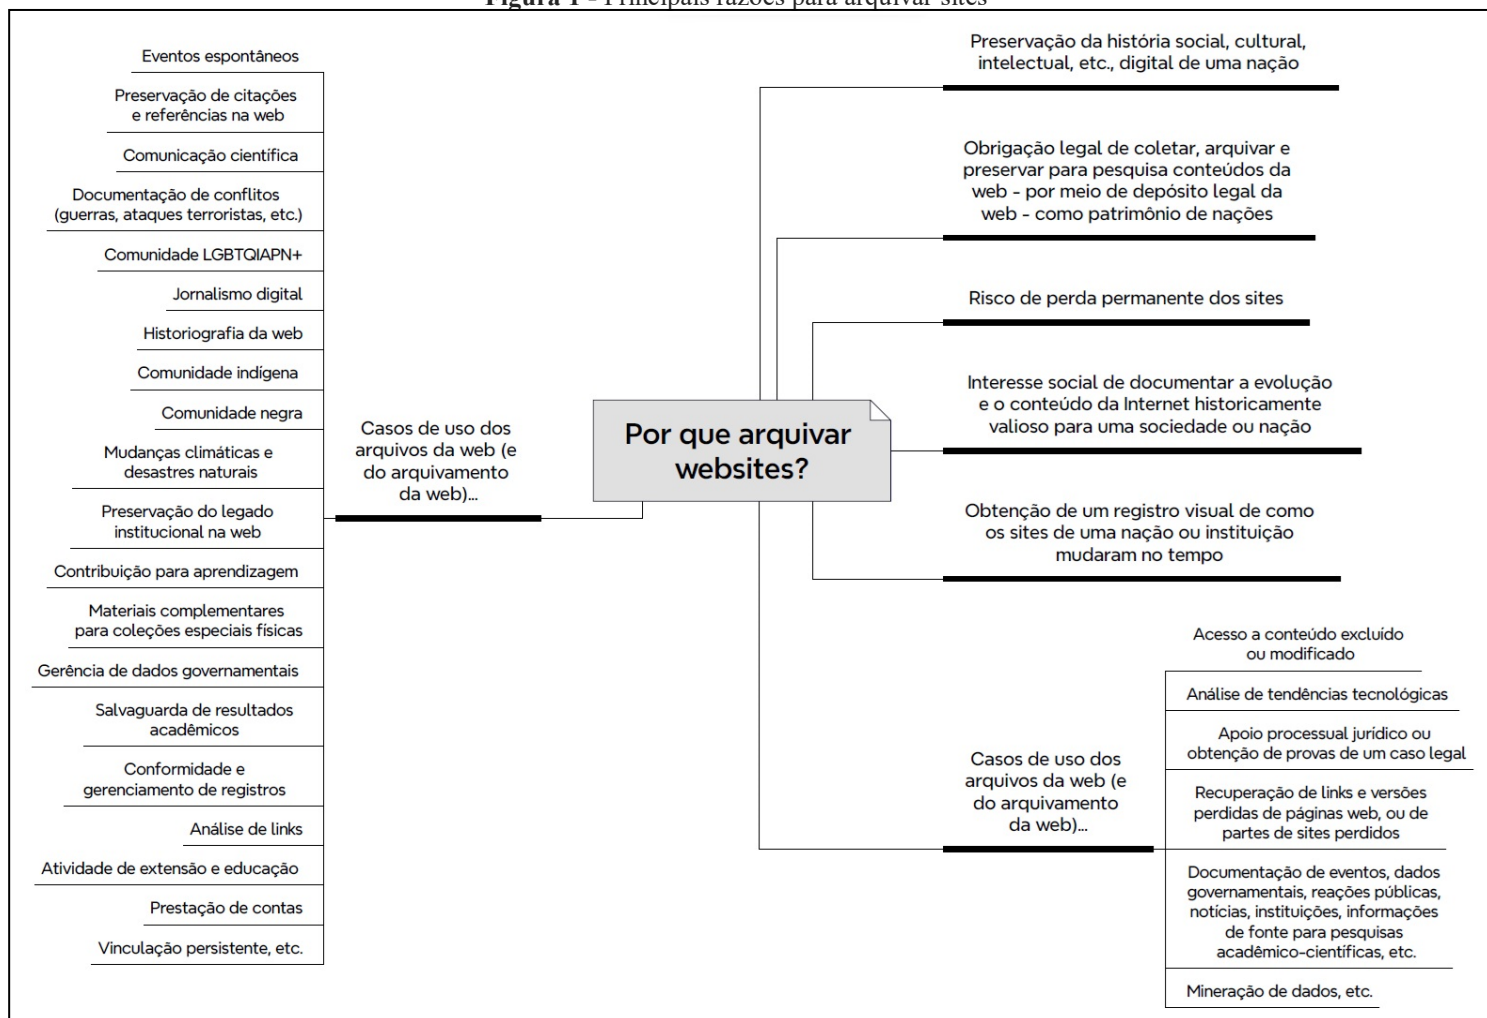 Figura 1 - Principais razões para arquivar sites
Eventos espontâneos
Preservação de citações
e referências na web
Comunicação científica
Documentação de conflitos
(guerras, ataques terroristas, etc.)
Comunidade LGBTQIAPN+
Jornalismo digital
Historiografia da web
Comunidade indígena
Comunidade negra
Mudanças climáticas e
desastres naturais
Preservação do legado
institucional na web
Contribuição para aprendizagem
Materiais complementares
para coleções especiais físicas
Gerência de dados governamentais
Salvaguarda de resultados
acadêmicos
Conformidade e
gerenciamento de registros
Análise de links
Atividade de extensão e educação
Prestação de contas
Vinculação persistente, etc.
Casos de uso dos
arquivos da web (e
do arquivamento
da web)...
Por que arquivar
websites?
Preservação da história social, cultural,
intelectual, etc., digital de uma nação
Obrigação legal de coletar, arquivar e
preservar para pesquisa conteúdos da
web - por meio de depósito legal da
web - como patrimônio de nações
Risco de perda permanente dos sites
Interesse social de documentar a evolução
e o conteúdo da Internet historicamente
valioso para uma sociedade ou nação
Obtenção de um registro visual de como
os sites de uma nação ou instituição
mudaram no tempo
Casos de uso dos
arquivos da web (e
do arquivamento
da web)...
Acesso a conteúdo excluído
ou modificado
Análise de tendências tecnológicas
Apoio processual jurídico ou
obtenção de provas de um caso legal
Recuperação de links e versões
perdidas de páginas web, ou de
partes de sites perdidos
Documentação de eventos, dados
governamentais, reações públicas,
notícias, instituições, informações
de fonte para pesquisas
acadêmico-científicas, etc.
Mineração de dados, etc.